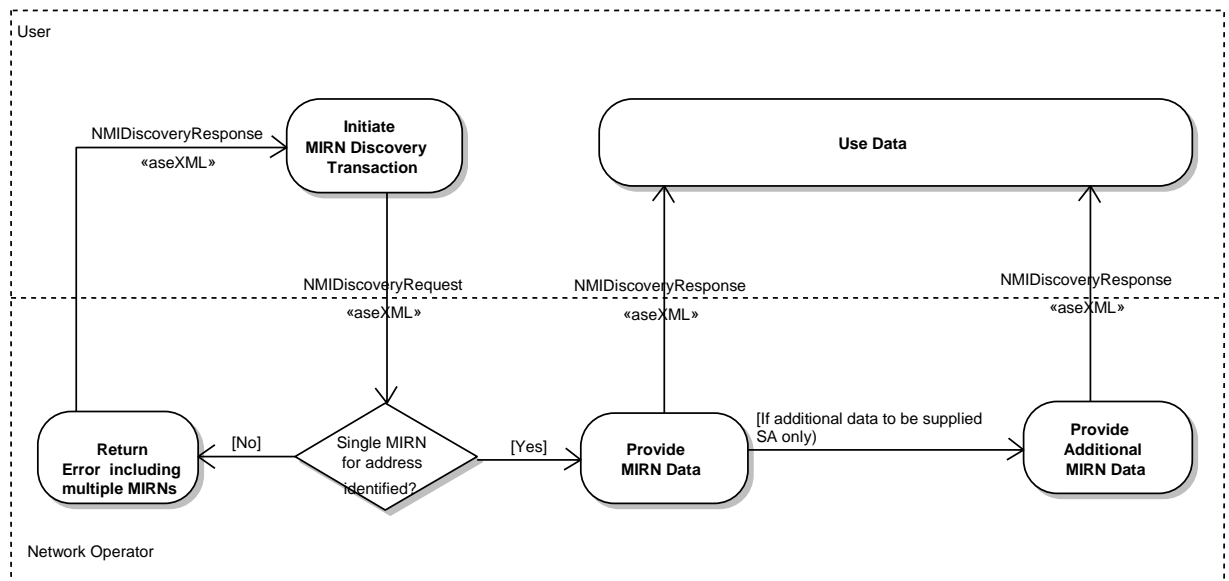 User
NMIDiscoveryResponse
«aseXML»
Initiate
MIRN Discovery
Transaction
Use Data
NMIDiscoveryRequest
«aseXML»
NMIDiscoveryResponse
«aseXML»
NMIDiscoveryResponse
«aseXML»
Return
Error including
multiple MIRNs
[No]
Single MIRN
for address
identified?
[Yes]
Provide
MIRN Data
[If additional data to be supplied
SA only)
Provide
Additional
MIRN Data
Network Operator